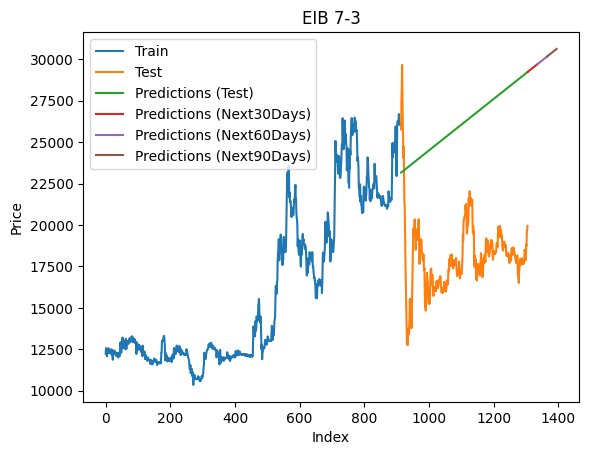 EIB 7-3
Train
Test
Predictions (Test)
Predictions (Next30Days)
Predictions (Next60Days)
Predictions (Next90Days)
30000
27500
25000
22500
20000
17500
15000
12500
10000
Price
0 200 400 600 800 1000 1200 1400
Index